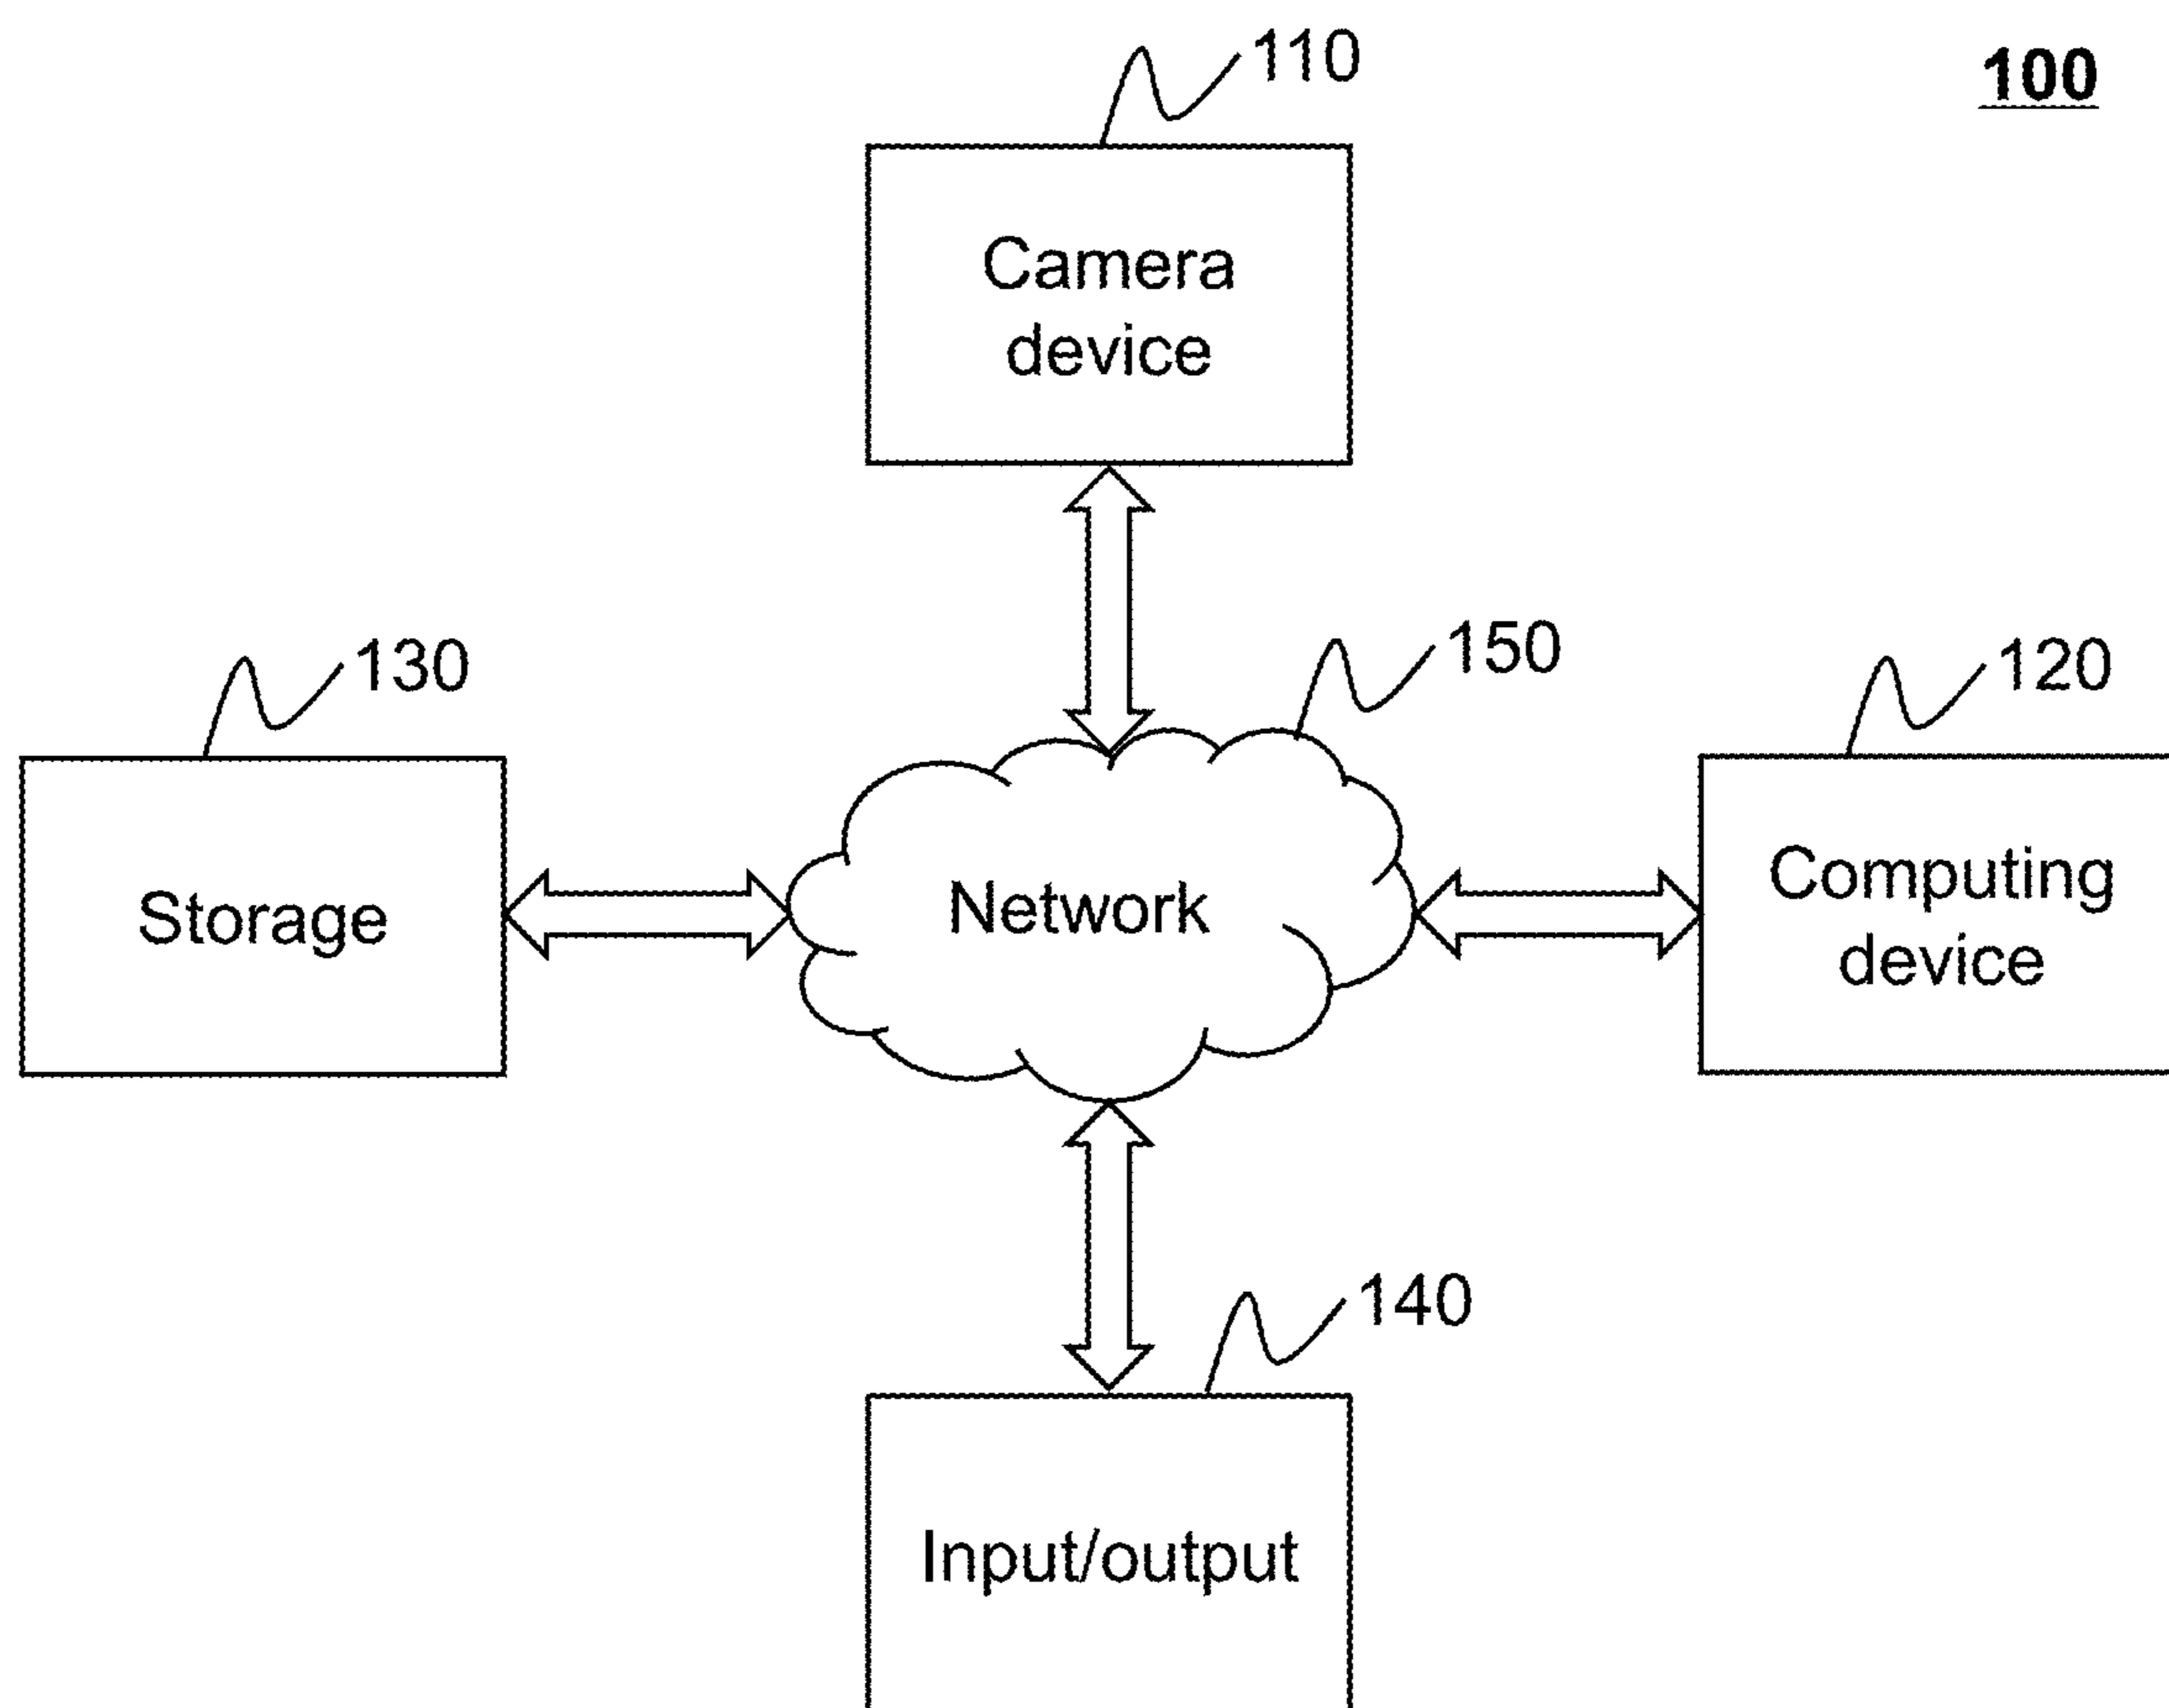 110
100
Camera
device
130
150
120
Storage
Network
Computing
device
140
Input/output